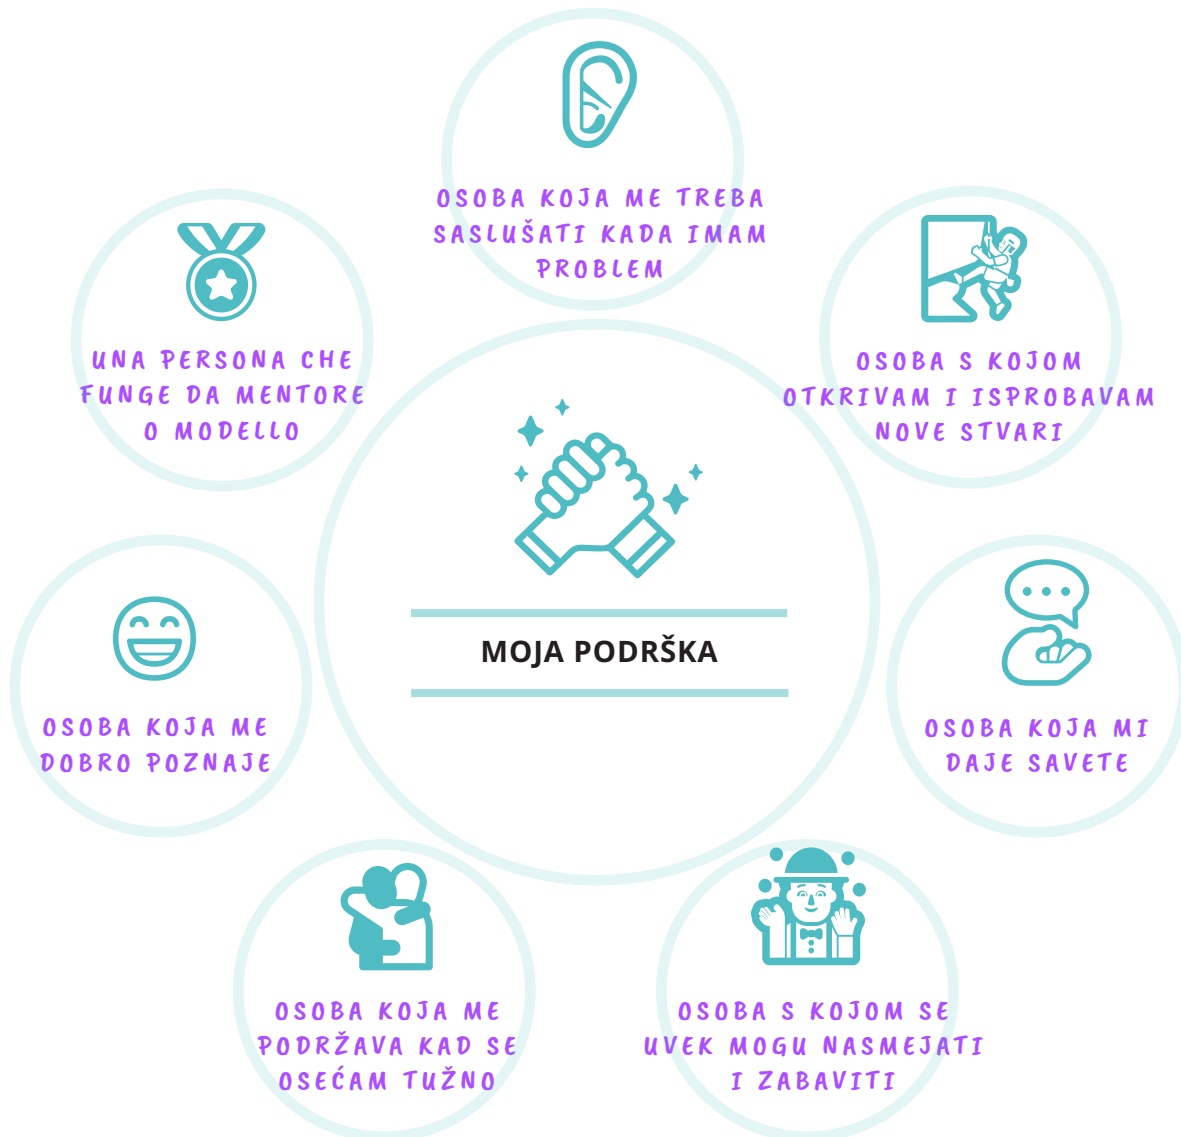 OSOBA KOJA ME TREBA
SASLUŠATI KADA IMAM
PROBLEM
UNA PERSONA CHE
FUNGE DA MENTORE
O MODELLO
OSOBA S KOJOM
OTKRIVAM I ISPROBAVAM
NOVE STVARI
MOJA PODRŠKA
OSOBA KOJA ME
DOBRO POZNAJE
OSOBA KOJA MI
DAJE SAVETE
OSOBA KOJA ME
PODRŽAVA KAD SE
OSEĆAM TUŽNO
OSOBA S KOJOM SE
UVEK MOGU NASMEJATI
I ZABAVITI